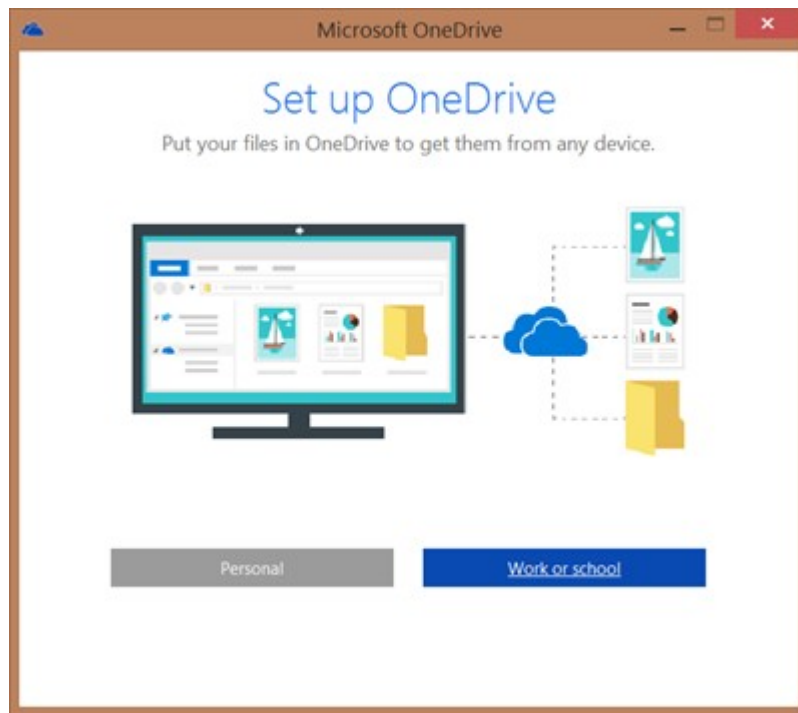 Microsoft OneDrive
Set up OneDrive
Put your files in OneDrive to get them from any device.
Personal
Work or school